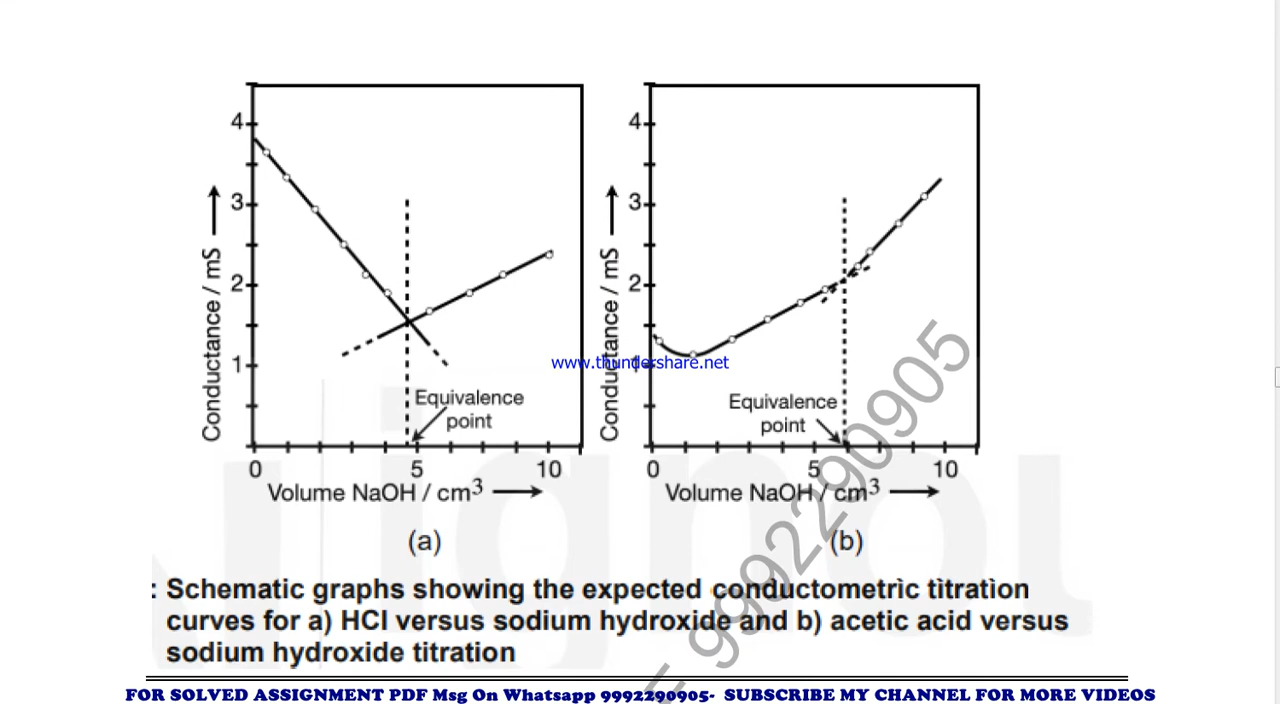 4
3
2
1
Conductance / mS
Equivalence
point
0 5 10
Volume NaOH / cm3
(a)
4
3
2
Conductance / mS
www.thundershare.net
Equivalence
point
0 5 10
Volume NaOH / cm3
(b)
: Schematic graphs showing the expected conductometric titration
curves for a) HCl versus sodium hydroxide and b) acetic acid versus
sodium hydroxide titration
9992290905
FOR SOLVED ASSIGNMENT PDF Msg On Whatsapp 9992290905- SUBSCRIBE MY CHANNEL FOR MORE VIDEOS